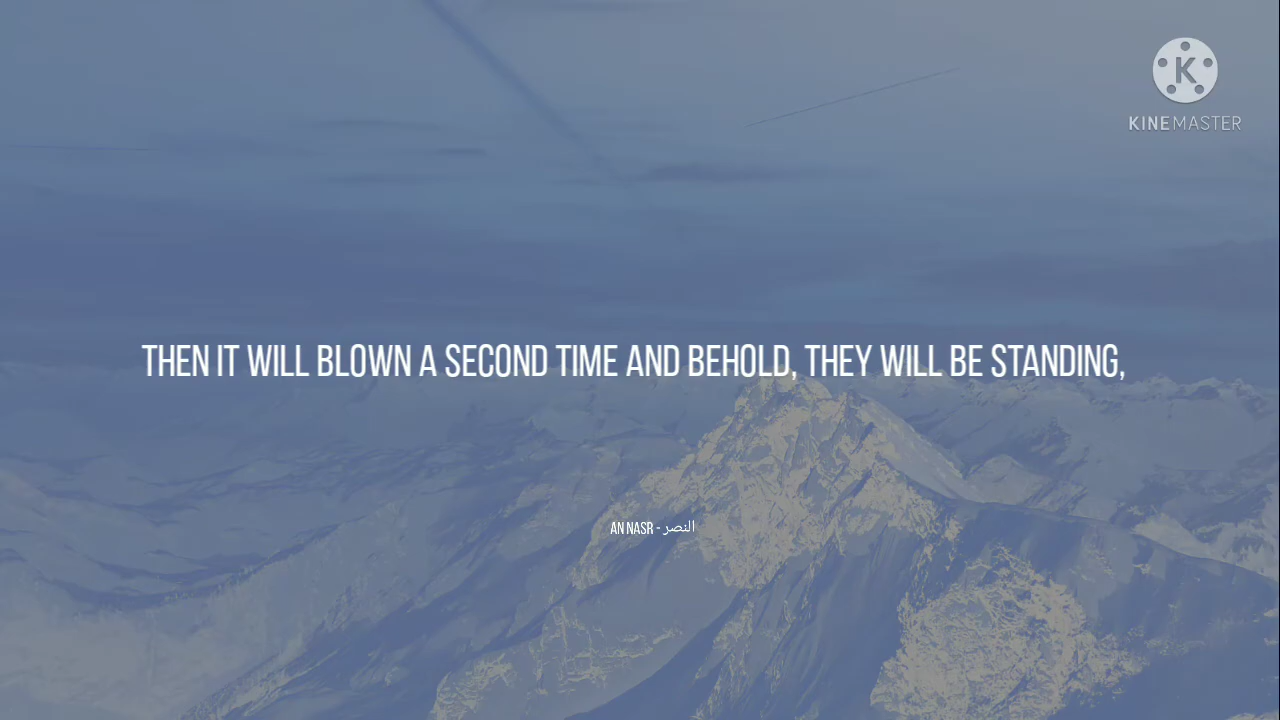 KINEMASTER
THEN IT WILL BLOWN A SECOND TIME AND BEHOLD, THEY WILL BE STANDING,
AN NASR - النصر